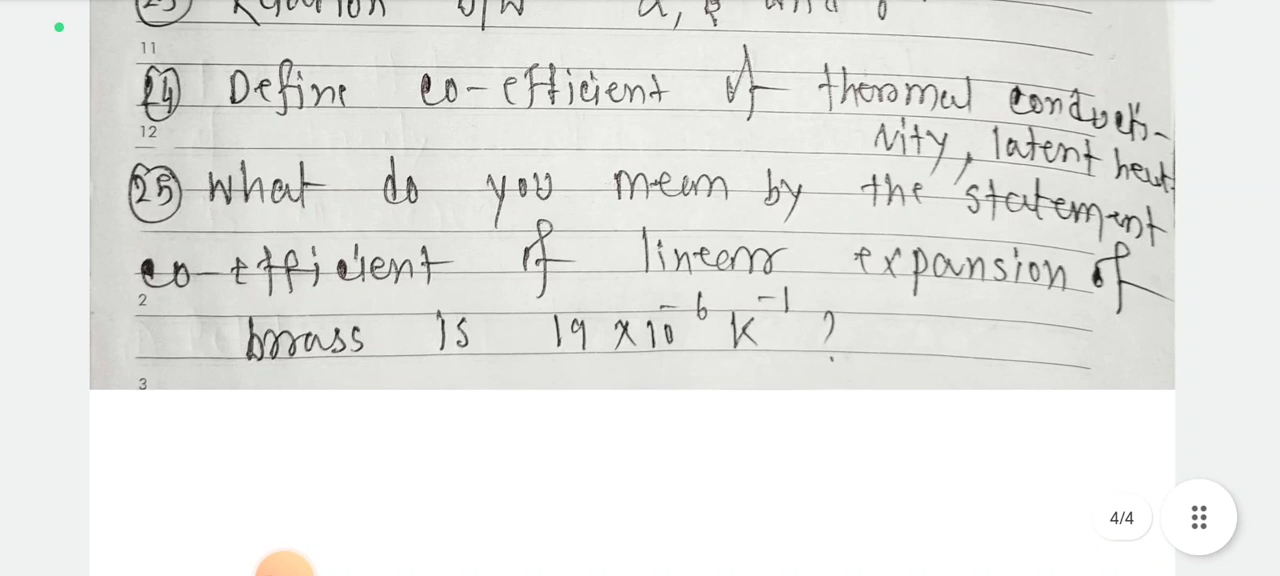 11
24 Define co-efficient of thermal conducti-
12
vity, latent heat
25 What do you mean by the statement
co-efficient of linear expansion of
2
brass is 19 x10⁻⁶ K⁻¹ ?
3
4/4